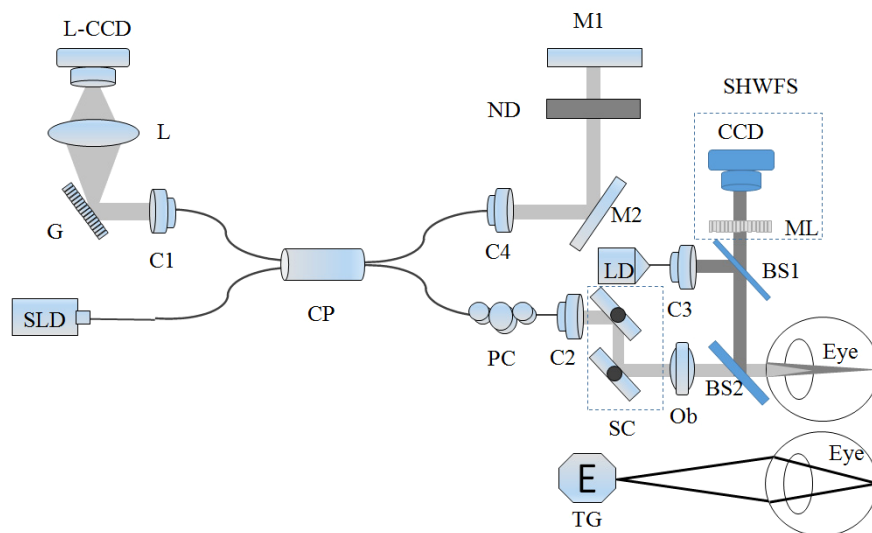 L-CCD
M1
SHWFS
ND
CCD
L
G
M2
ML
C1
C4
LD
BS1
SLD
CP
C3
PC
C2
Eye
BS2
Ob
SC
Eye
E
TG